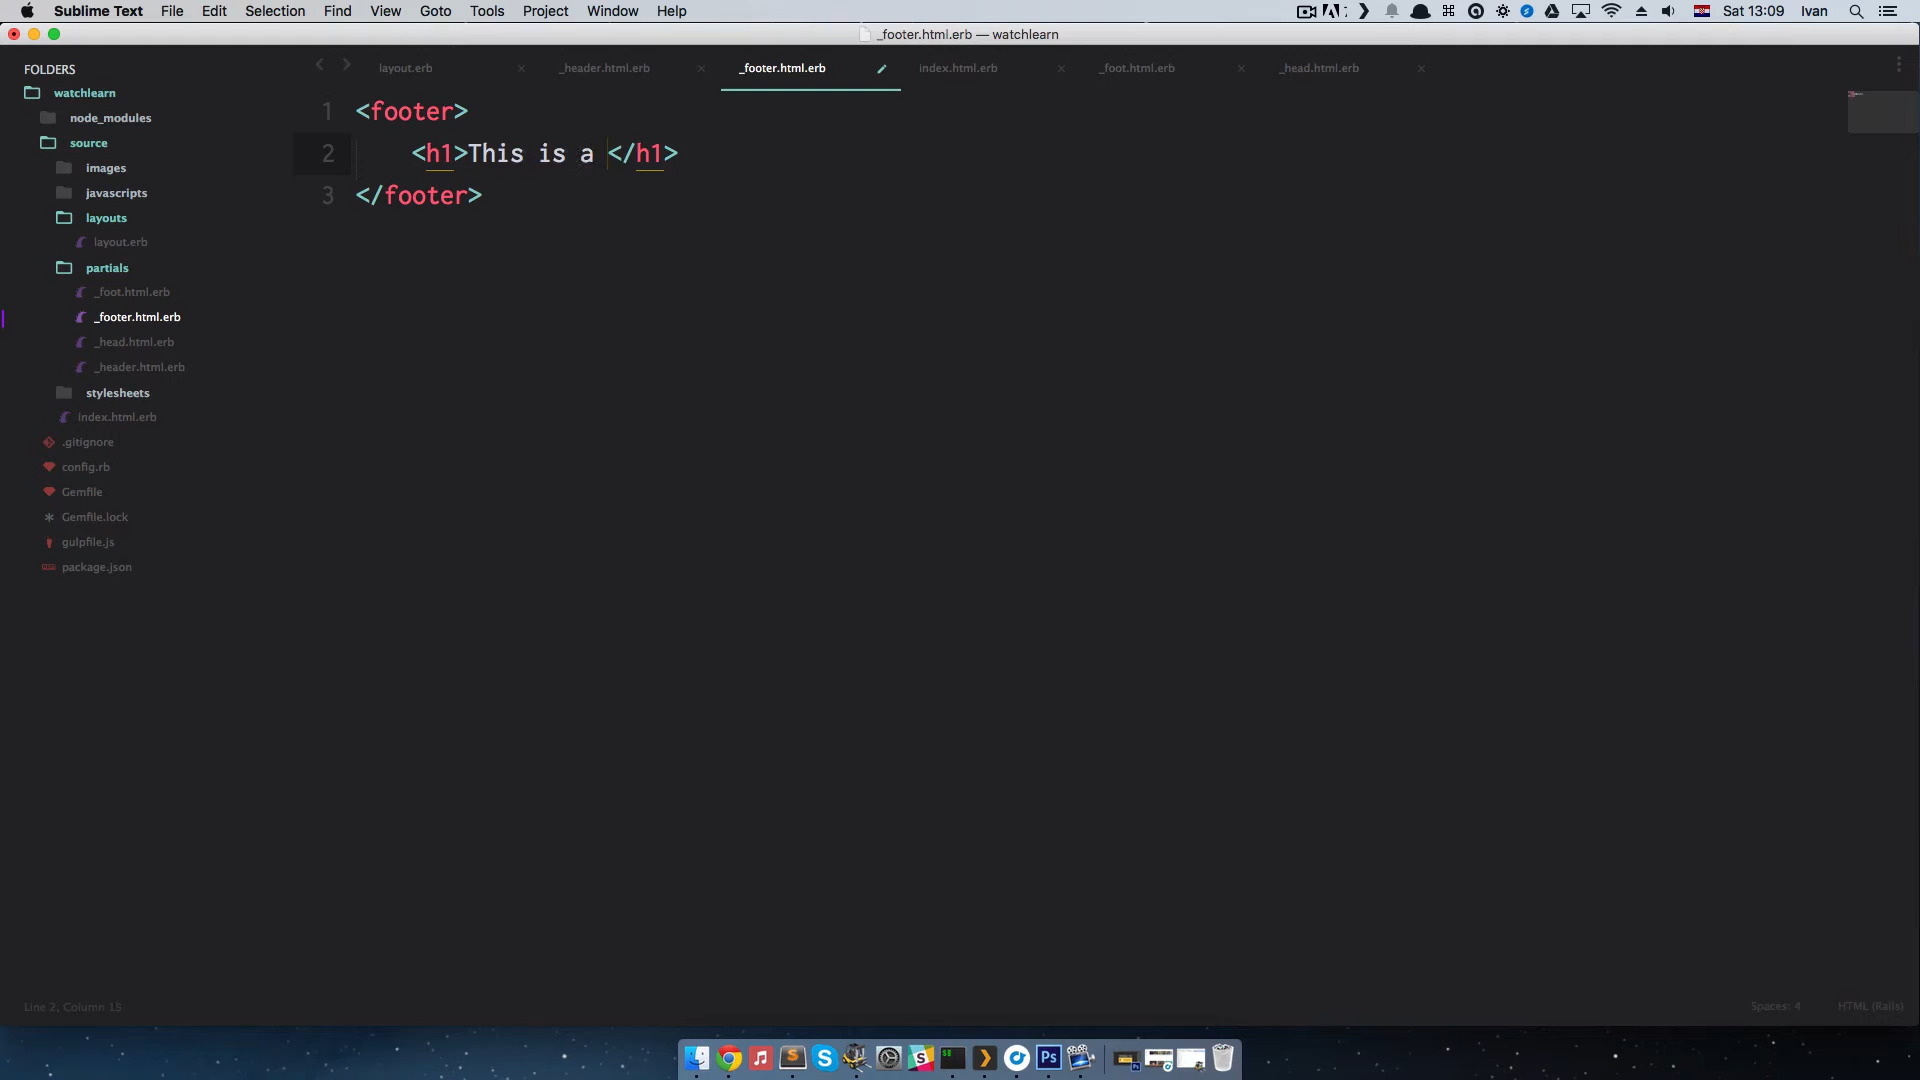 Sublime Text File Edit Selection Find View Goto Tools Project Window Help Sat 13:09 Ivan
_footer.html.erb — watchlearn
FOLDERS
watchlearn
node_modules
source
images
javascripts
layouts
layout.erb
partials
_foot.html.erb
_footer.html.erb
_head.html.erb
_header.html.erb
stylesheets
index.html.erb
.gitignore
config.rb
Gemfile
Gemfile.lock
gulpfile.js
package.json
layout.erb _header.html.erb _footer.html.erb index.html.erb _foot.html.erb _head.html.erb
1 <footer>
2 <h1>This is a </h1>
3 </footer>
Line 2, Column 15 Spaces: 4 HTML (Rails)